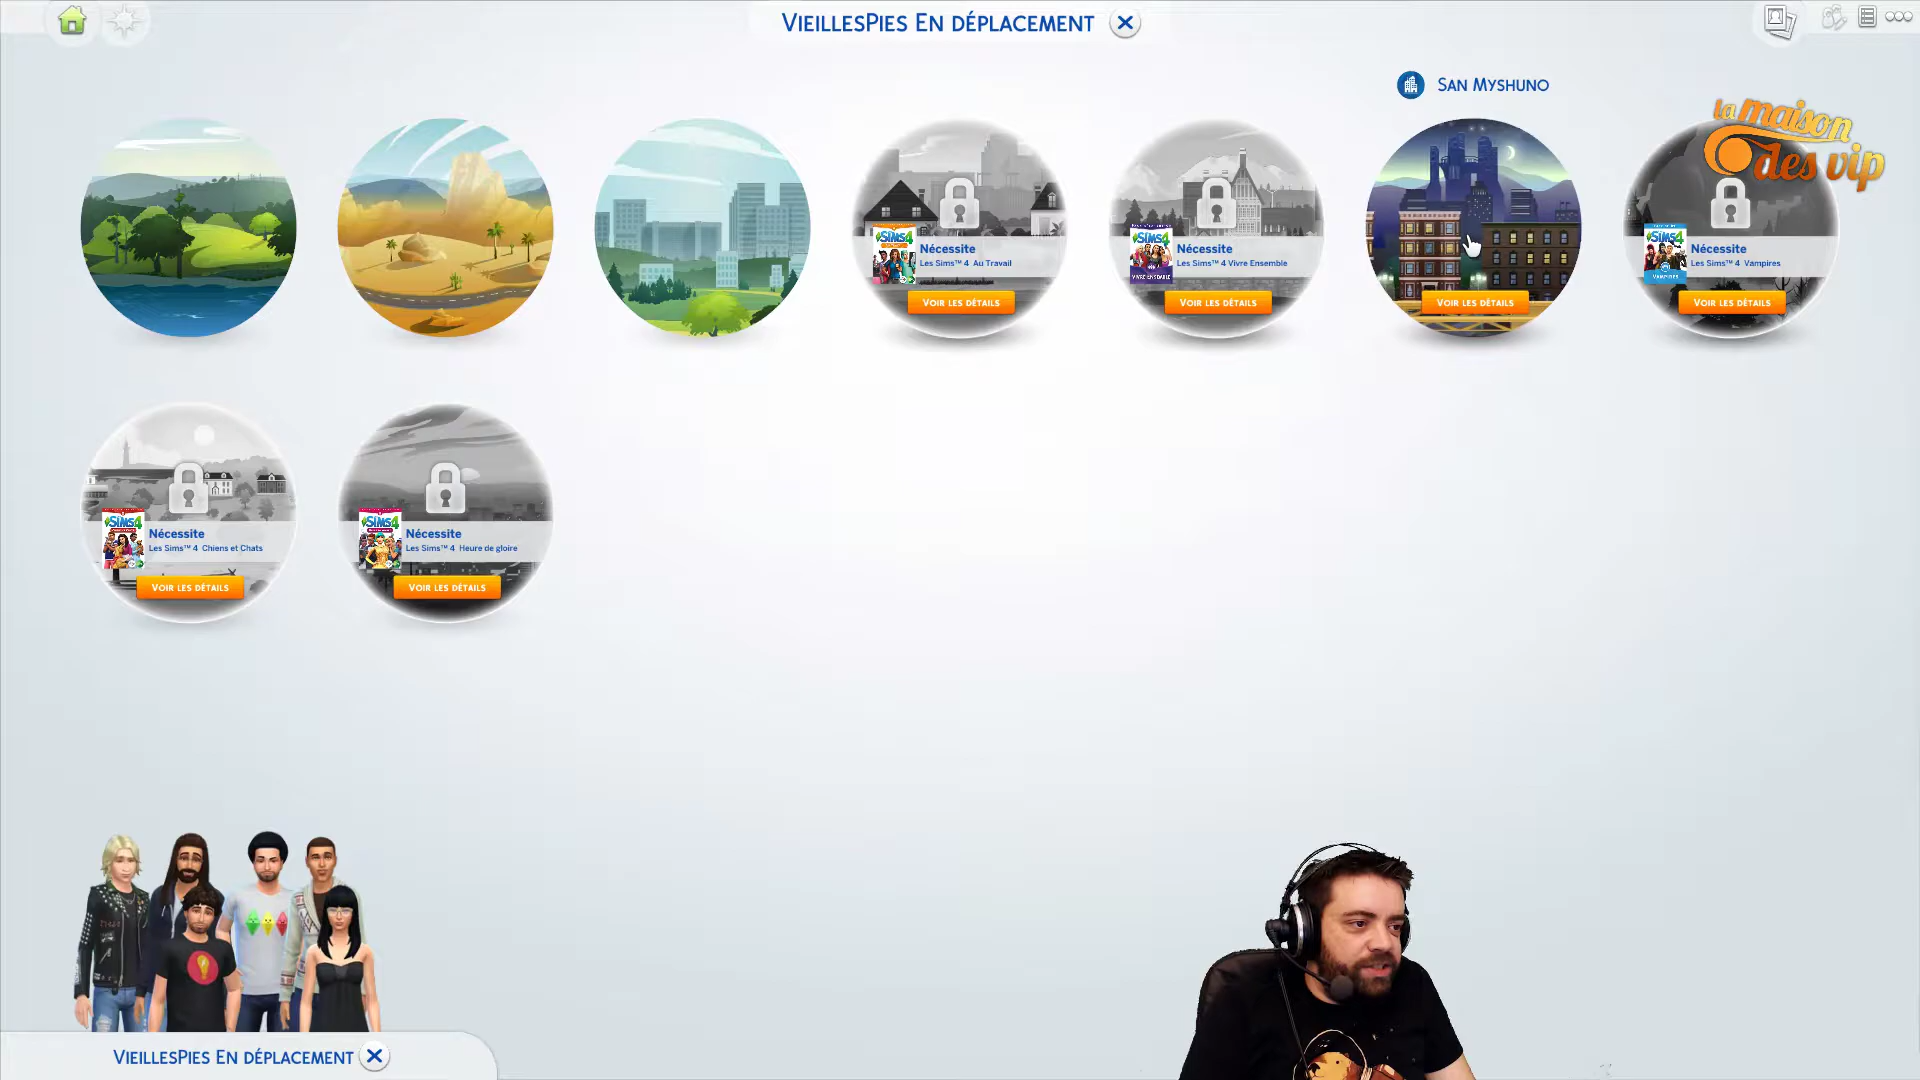 VieillesPies En déplacement
San Myshuno
la maison
des vip
Nécessite
Les Sims™ 4 Au Travail
Voir les détails
Nécessite
Les Sims™ 4 Vivre Ensemble
Voir les détails
Voir les détails
Nécessite
Les Sims™ 4 Vampires
Voir les détails
Nécessite
Les Sims™ 4 Chiens et Chats
Voir les détails
Nécessite
Les Sims™ 4 Heure de gloire
Voir les détails
VieillesPies En déplacement